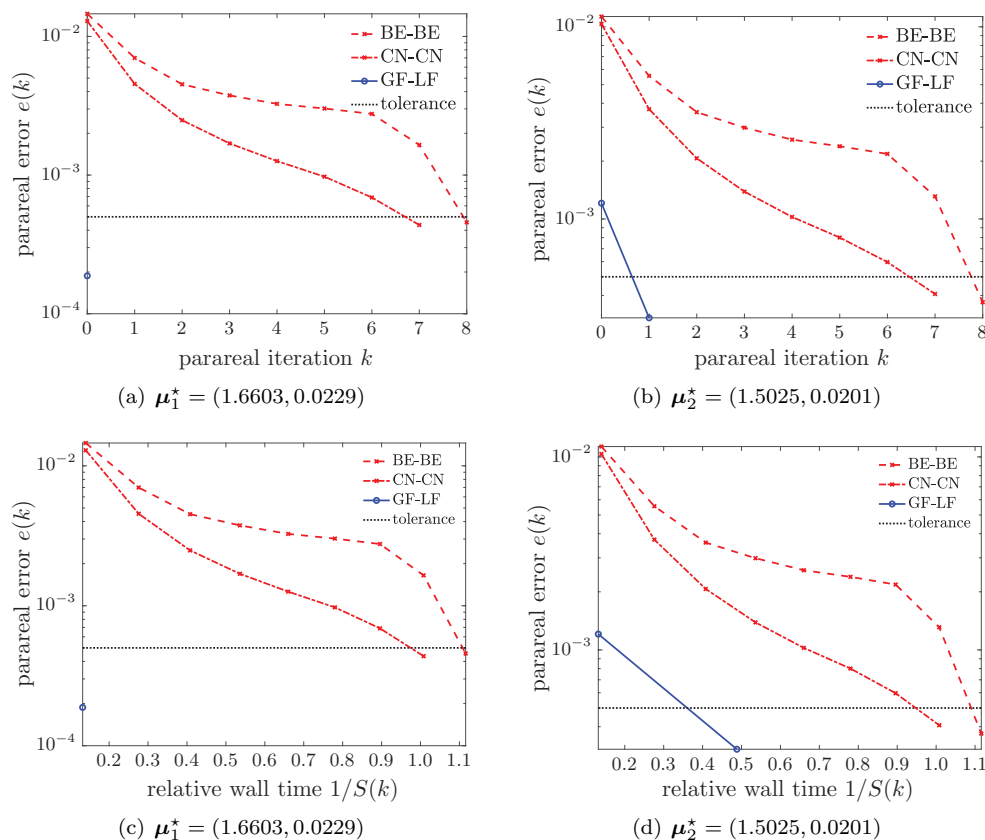 10⁻²
10⁻³
10⁻⁴
parareal error e(k)
BE-BE
CN-CN
GF-LF
tolerance
0 1 2 3 4 5 6 7 8
parareal iteration k
(a) μ₁⋆ = (1.6603, 0.0229)
10⁻²
10⁻³
parareal error e(k)
BE-BE
CN-CN
GF-LF
tolerance
0 1 2 3 4 5 6 7 8
parareal iteration k
(b) μ₂⋆ = (1.5025, 0.0201)
10⁻²
10⁻³
10⁻⁴
parareal error e(k)
BE-BE
CN-CN
GF-LF
tolerance
0.2 0.3 0.4 0.5 0.6 0.7 0.8 0.9 1.0 1.1
relative wall time 1/S(k)
(c) μ₁⋆ = (1.6603, 0.0229)
10⁻²
10⁻³
parareal error e(k)
BE-BE
CN-CN
GF-LF
tolerance
0.2 0.3 0.4 0.5 0.6 0.7 0.8 0.9 1.0 1.1
relative wall time 1/S(k)
(d) μ₂⋆ = (1.5025, 0.0201)